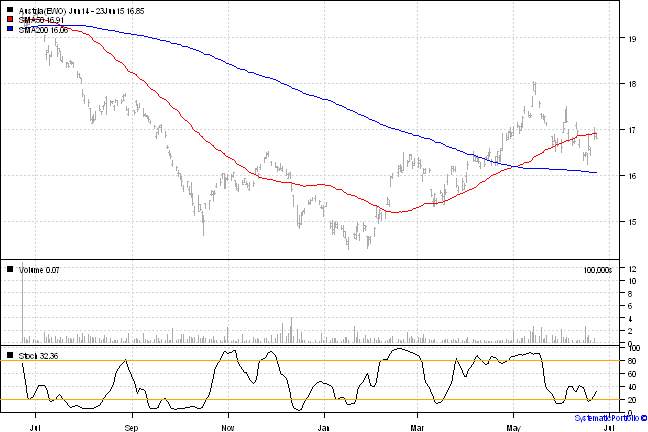 Austria(EWO) Jun14 - 23Jun15 16.85
SMA50 16.91
SMA200 16.06
19
18
17
16
15
Volume 0.07
100,000s
12
10
8
6
4
2
0
Stoch 32.36
100
80
60
40
20
0
Jul Sep Nov Jan Mar May Jul
SystematicPortfolio ©